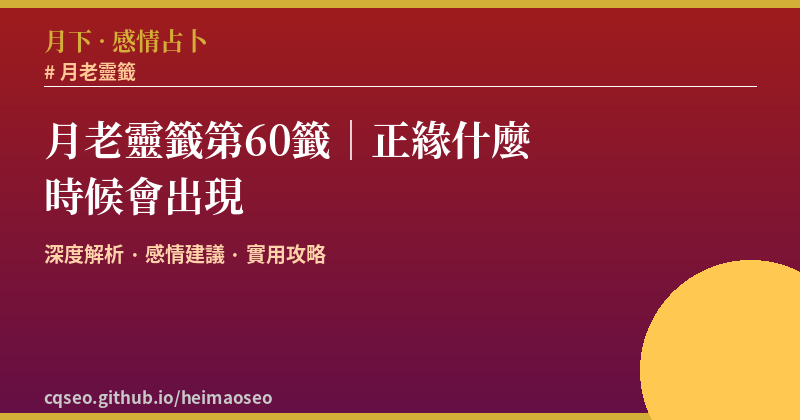 月下 · 感情占卜
# 月老靈籤
月老靈籤第60籤｜正緣什麼
時候會出現
深度解析 · 感情建議 · 實用攻略
cqseo.github.io/heimaoseo